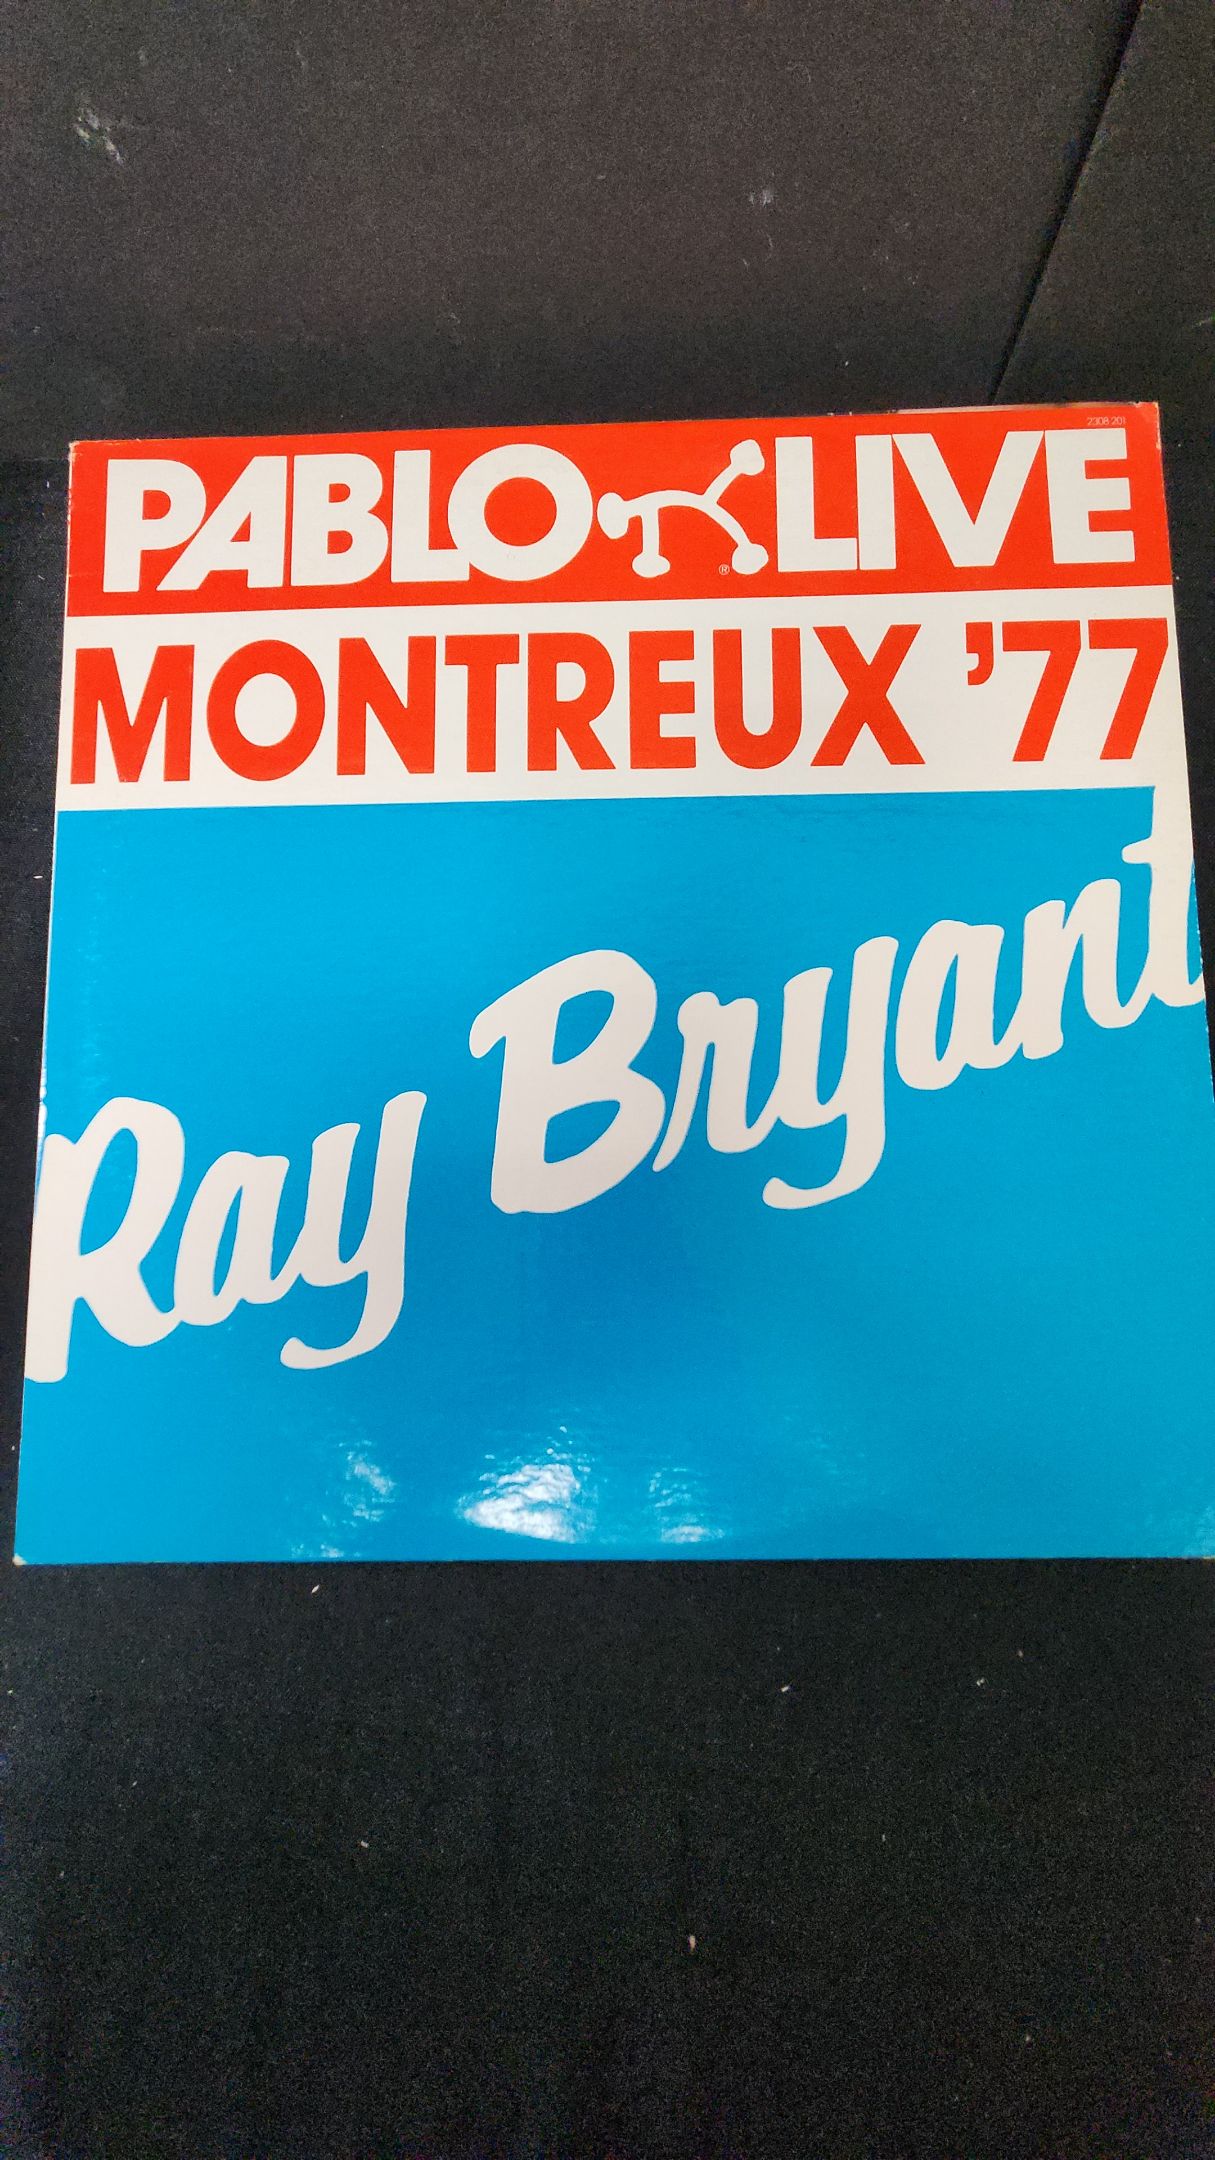 2308 201
PABLO LIVE
®
MONTREUX '77
Ray Bryant